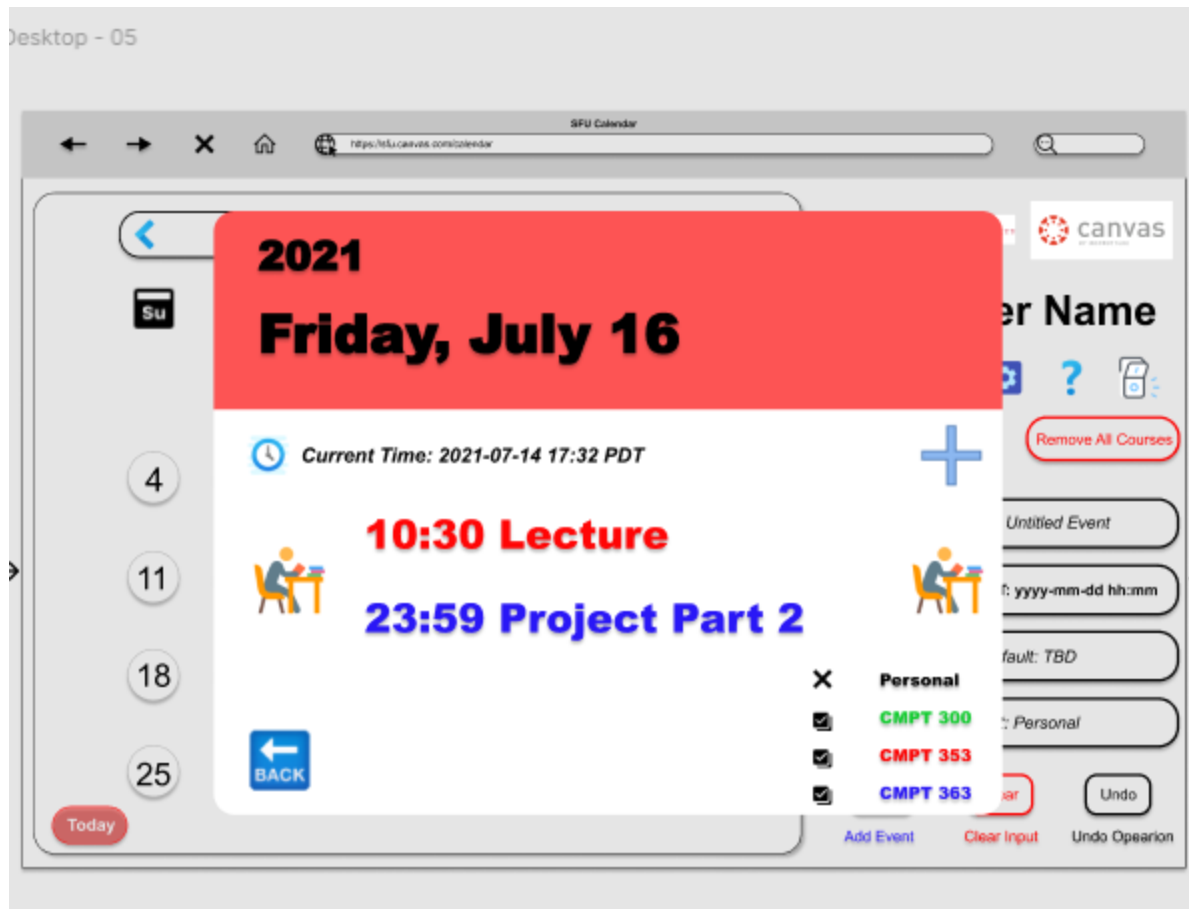 Desktop - 05
SFU Calendar
https://sfu.canvas.com/calendar
canvas
Su
2021
Friday, July 16
er Name
?
Remove All Courses
Current Time: 2021-07-14 17:32 PDT
4
Untitled Event
10:30 Lecture
11
: yyyy-mm-dd hh:mm
23:59 Project Part 2
fault: TBD
18
Personal
CMPT 300
: Personal
CMPT 353
25
BACK
CMPT 363
ar
Undo
Today
Add Event
Clear Input
Undo Opearion